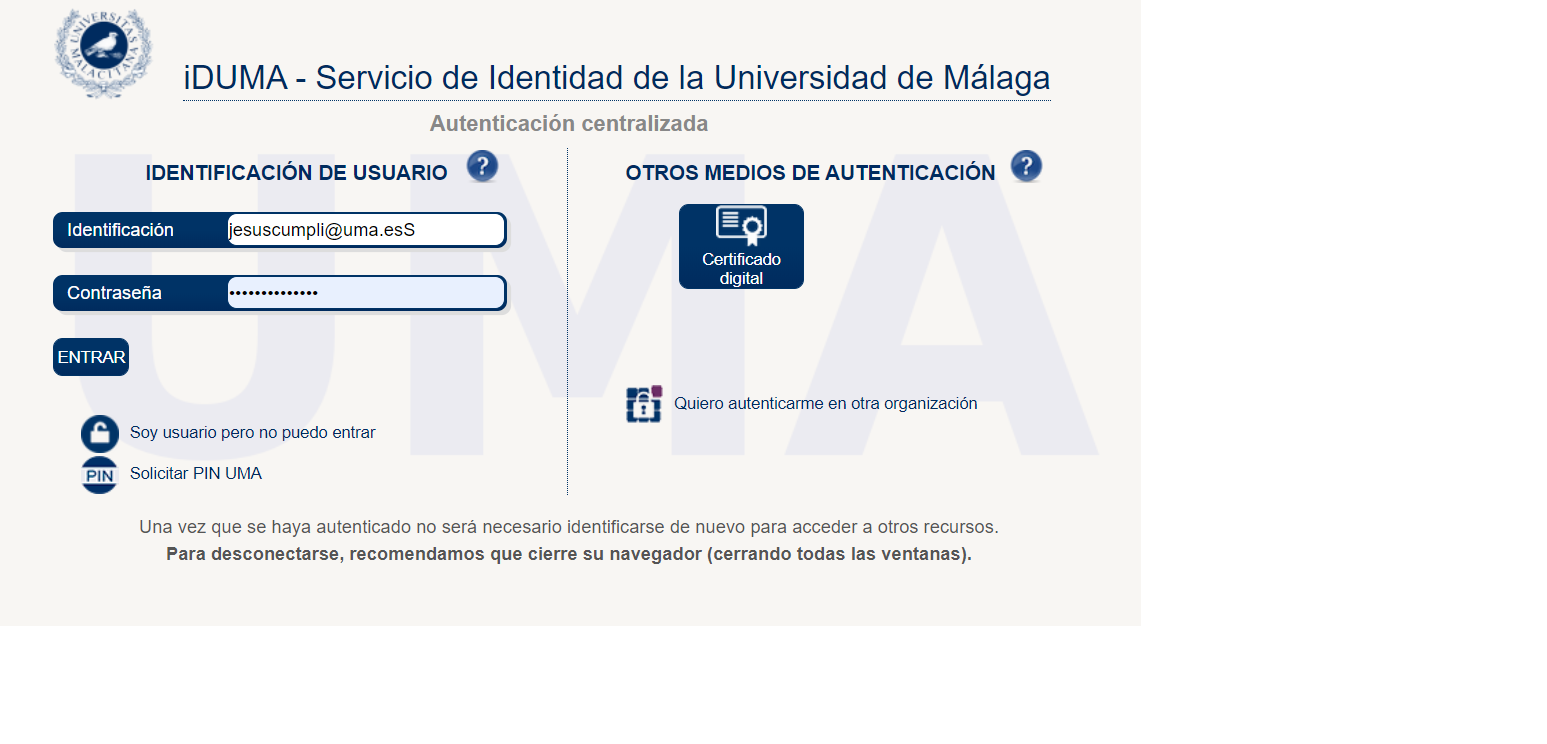 UNIVERSITAS MALACITANA
iDUMA - Servicio de Identidad de la Universidad de Málaga
Autenticación centralizada
UMA
IDENTIFICACIÓN DE USUARIO ?
Identificación jesuscumpli@uma.esS
Contraseña ••••••••••••••
ENTRAR
Soy usuario pero no puedo entrar
PIN Solicitar PIN UMA
OTROS MEDIOS DE AUTENTICACIÓN ?
Certificado
digital
Quiero autenticarme en otra organización
Una vez que se haya autenticado no será necesario identificarse de nuevo para acceder a otros recursos.
Para desconectarse, recomendamos que cierre su navegador (cerrando todas las ventanas).